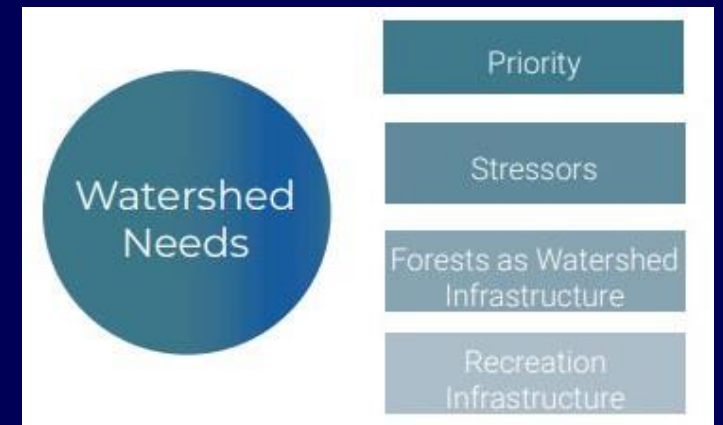 Watershed
Needs
Priority
Stressors
Forests as Watershed
Infrastructure
Recreation
Infrastructure